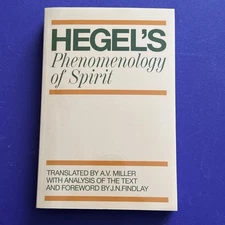 HEGEL'S
Phenomenology
of Spirit
TRANSLATED BY A.V. MILLER
WITH ANALYSIS OF THE TEXT
AND FOREWORD BY J.N. FINDLAY